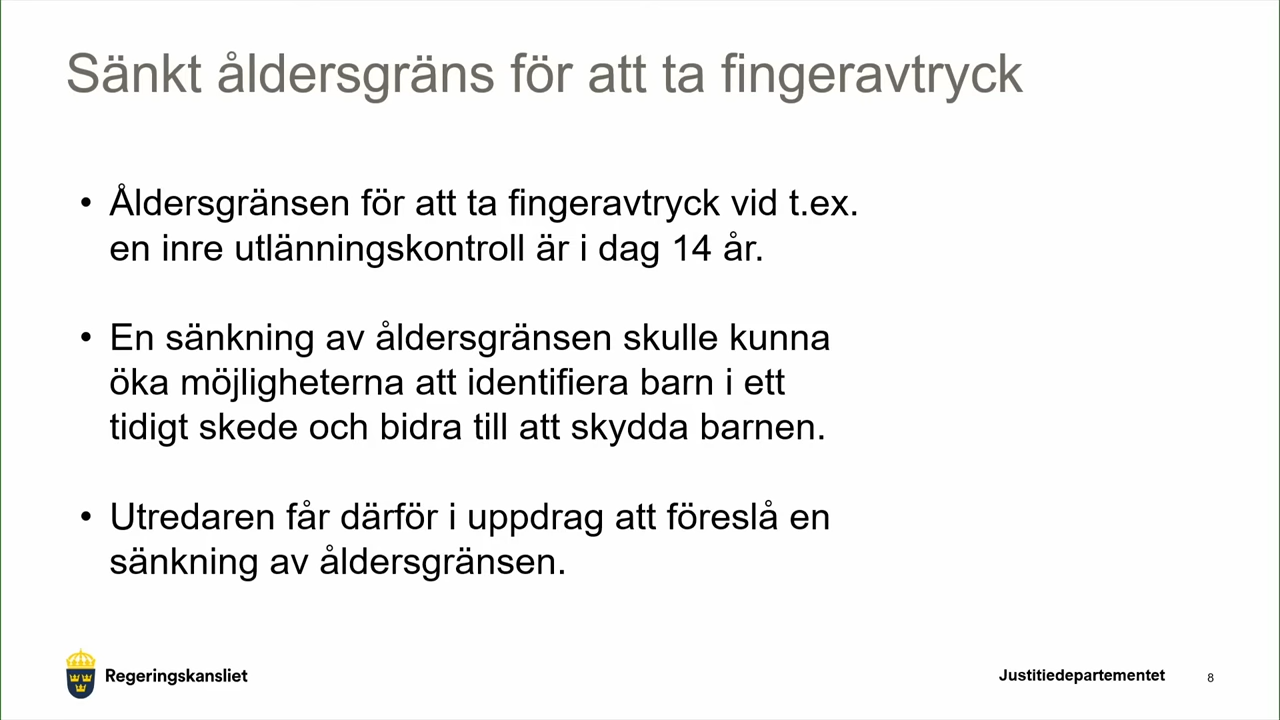 Sänkt åldersgräns för att ta fingeravtryck
• Åldersgränsen för att ta fingeravtryck vid t.ex.
en inre utlänningskontroll är i dag 14 år.
• En sänkning av åldersgränsen skulle kunna
öka möjligheterna att identifiera barn i ett
tidigt skede och bidra till att skydda barnen.
• Utredaren får därför i uppdrag att föreslå en
sänkning av åldersgränsen.
Regeringskansliet
Justitiedepartementet
8